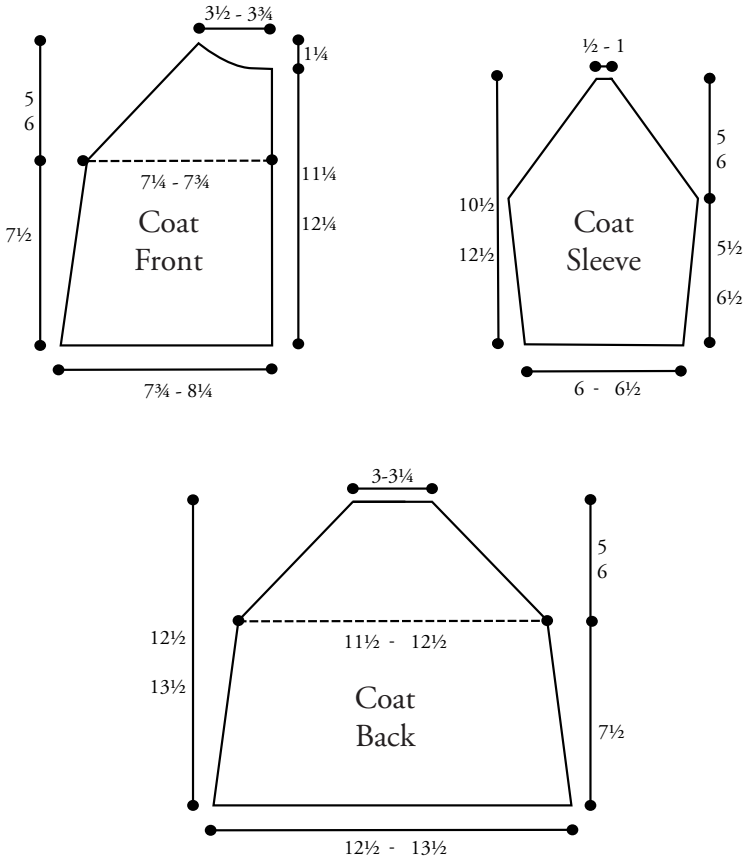 3½ - 3¾
1¼
5
6
7¼ - 7¾
11¼
Coat
Front
7½
12¼
7¾ - 8¼
½ - 1
5
6
10½
Coat
Sleeve
12½
5½
6½
6 - 6½
3-3¼
5
6
12½
11½ - 12½
13½
Coat
Back
7½
12½ - 13½